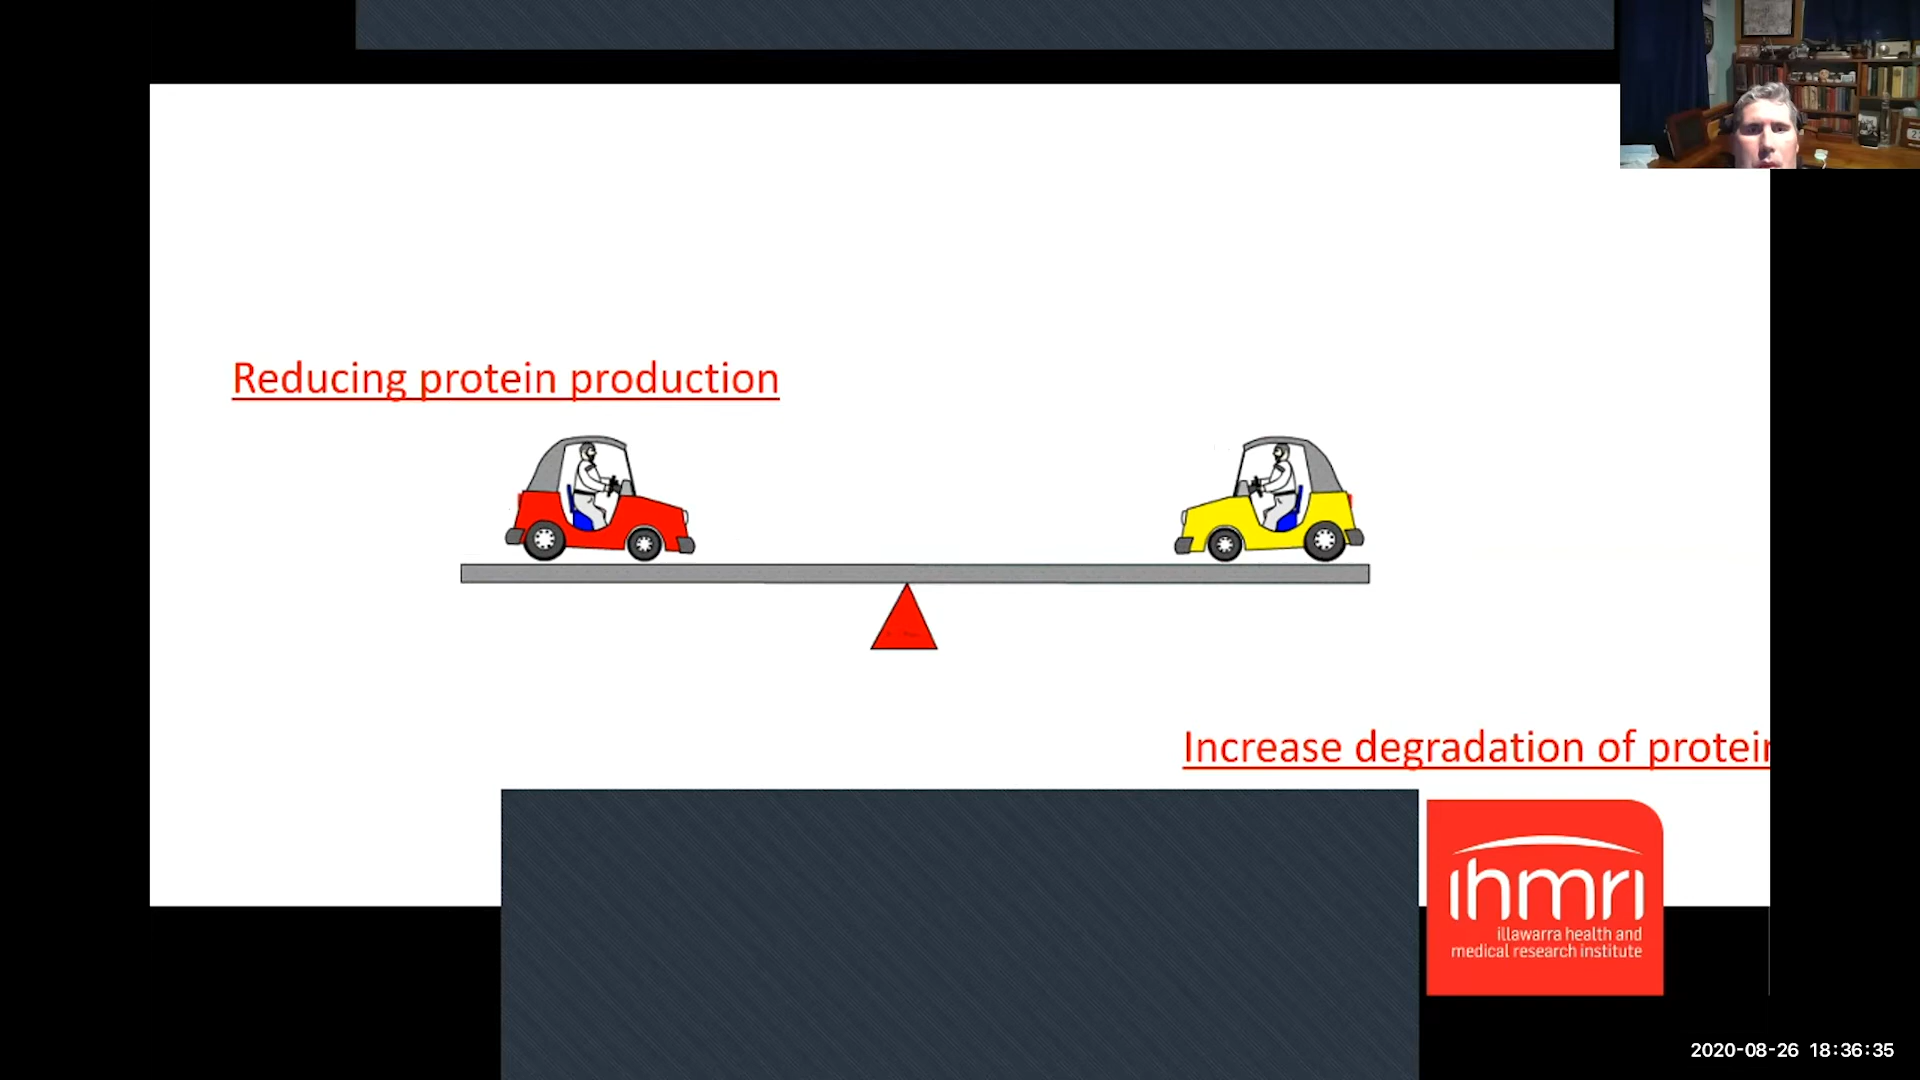 Reducing protein production
Increase degradation of protein
ihmri
illawarra health and
medical research institute
2020-08-26 18:36:35